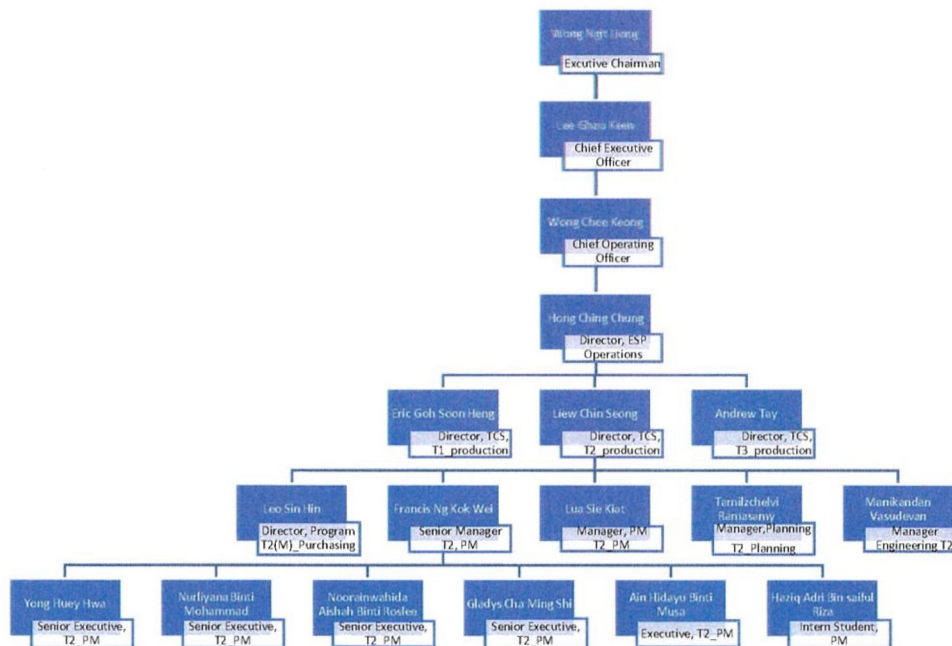 Wong Ngit Liong
Excutive Chairman
Lee Ghau Keen
Chief Executive
Officer
Wong Chee Keong
Chief Operating
Officer
Hong Ching Chung
Director, ESP
Operations
Eric Goh Soon Heng
Director, TCS,
T1_production
Liew Chin Seong
Director, TCS,
T2_production
Andrew Tay
Director, TCS,
T3_production
Leo Sin Hin
Director, Program
T2(M)_Purchasing
Francis Ng Kok Wei
Senior Manager
T2, PM
Lua Sie Kiat
Manager, PM
T2_PM
Tamilzchelvi
Ramasamy
Manager,Planning
T2_Planning
Manikandan
Vasudevan
Manager
Engineering T2
Yong Huey Hwa
Senior Executive,
T2_PM
Nurliyana Binti
Mohammad
Senior Executive,
T2_PM
Noorainwahida
Aishah Binti Roslee
Senior Executive,
T2_PM
Gladys Cha Ming Shi
Senior Executive,
T2_PM
Ain Hidayu Binti
Musa
Executive, T2_PM
Haziq Adri Bin saiful
Riza
Intern Student,
PM